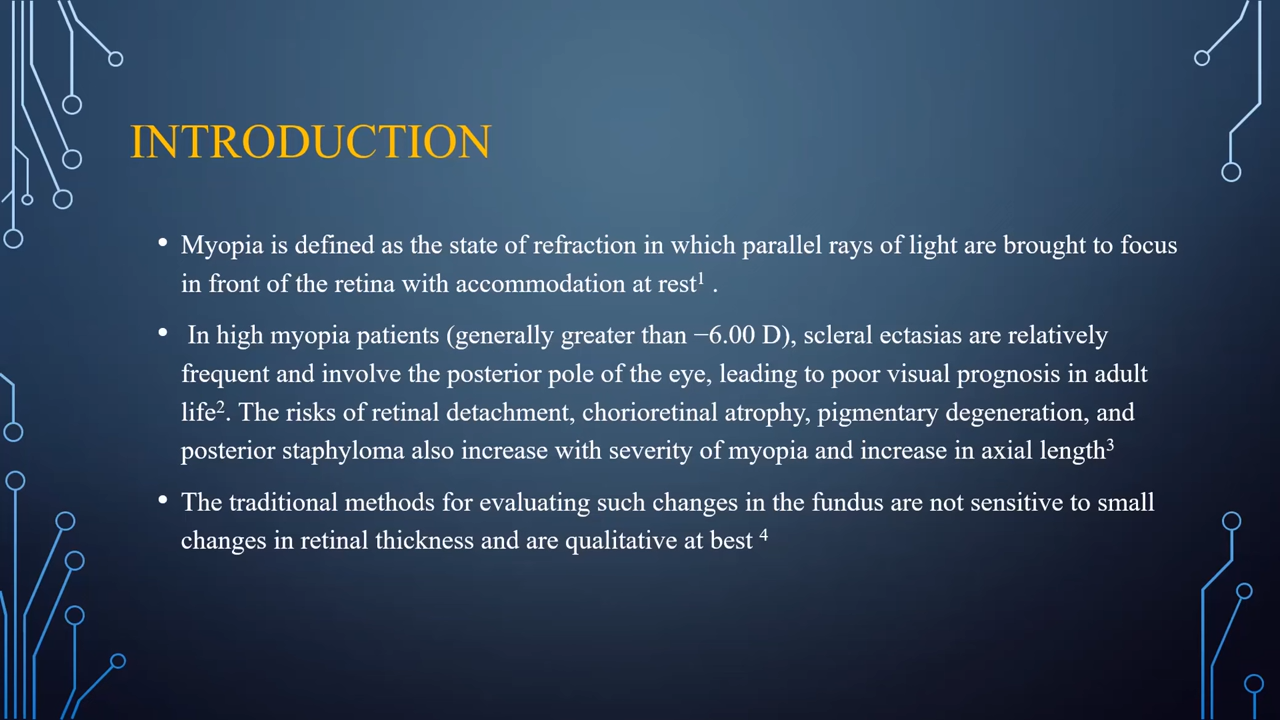 INTRODUCTION
• Myopia is defined as the state of refraction in which parallel rays of light are brought to focus
in front of the retina with accommodation at rest¹ .
• In high myopia patients (generally greater than −6.00 D), scleral ectasias are relatively
frequent and involve the posterior pole of the eye, leading to poor visual prognosis in adult
life². The risks of retinal detachment, chorioretinal atrophy, pigmentary degeneration, and
posterior staphyloma also increase with severity of myopia and increase in axial length³
• The traditional methods for evaluating such changes in the fundus are not sensitive to small
changes in retinal thickness and are qualitative at best ⁴